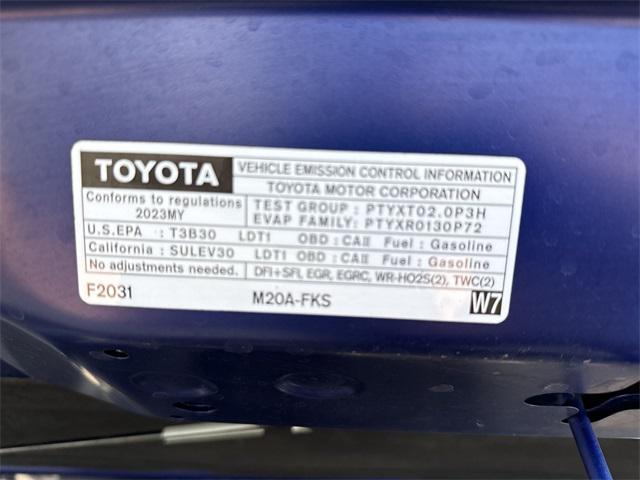 TOYOTA
VEHICLE EMISSION CONTROL INFORMATION
TOYOTA MOTOR CORPORATION
Conforms to regulations
2023MY
TEST GROUP : PTYXT02.0P3H
EVAP FAMILY: PTYXR0130P72
U.S.EPA : T3B30 LDT1 OBD : CAII Fuel : Gasoline
California : SULEV30 LDT1 OBD : CAII Fuel : Gasoline
No adjustments needed. DFI+SFI, EGR, EGRC, WR-HO2S(2), TWC(2)
F2031 M20A-FKS W7